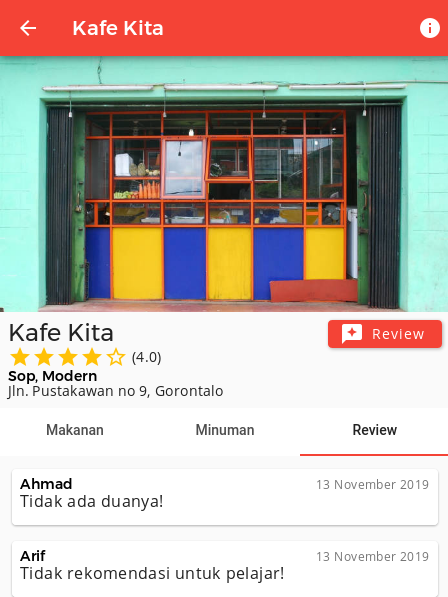 Kafe Kita
Kafe Kita
Review
(4.0)
Sop, Modern
Jln. Pustakawan no 9, Gorontalo
Makanan Minuman Review
Ahmad 13 November 2019
Tidak ada duanya!
Arif 13 November 2019
Tidak rekomendasi untuk pelajar!